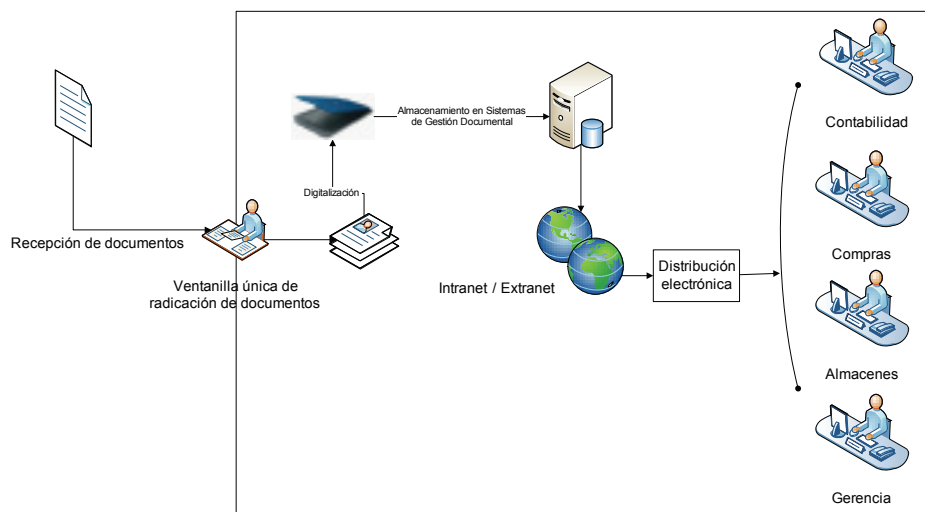 Recepción de documentos
Ventanilla única de
radicación de documentos
Digitalización
Almacenamiento en Sistemas
de Gestión Documental
Intranet / Extranet
Distribución
electrónica
Contabilidad
Compras
Almacenes
Gerencia